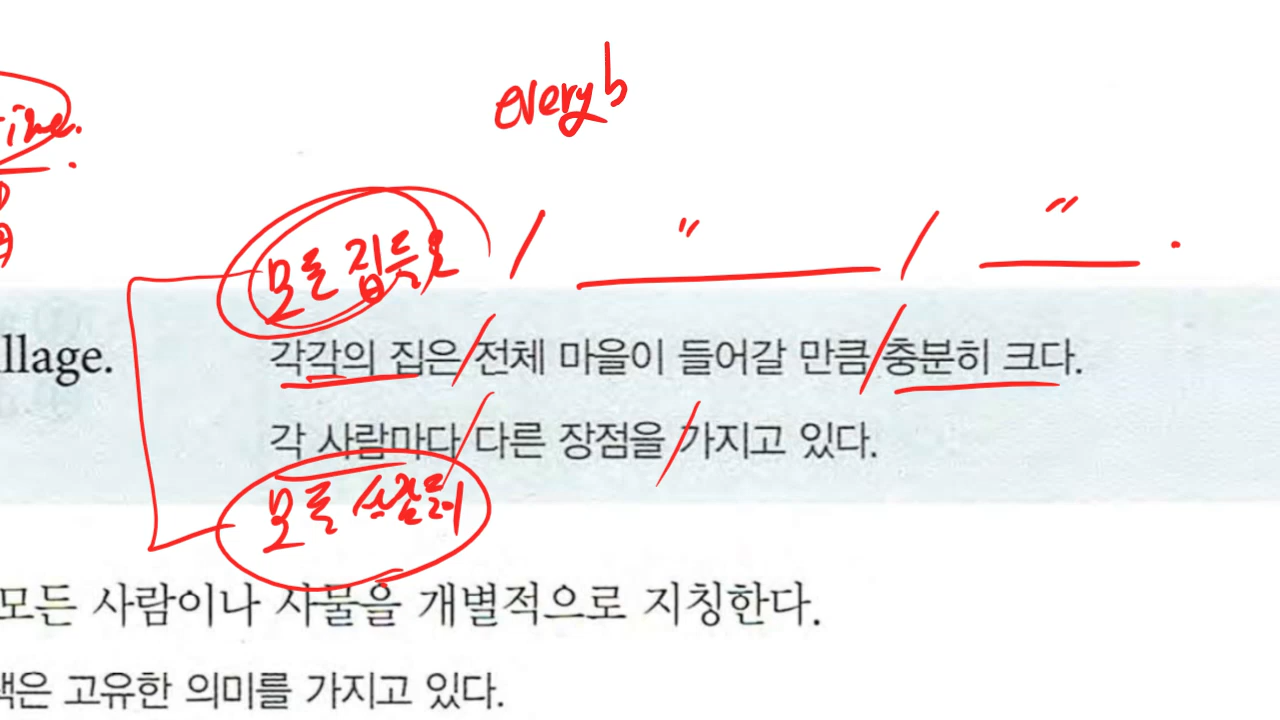 everyb
모든 집들은 / 〃 / 〃 .
llage.
각각의 집은/전체 마을이 들어갈 만큼/충분히 크다.
각 사람마다/다른 장점을/가지고 있다.
모든 사람들이
모든 사람이나 사물을 개별적으로 지칭한다.
색은 고유한 의미를 가지고 있다.